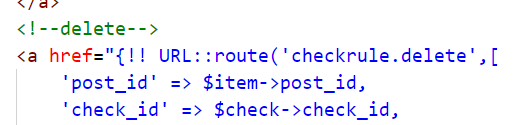 </a>
<!--delete-->
<a href="{!! URL::route('checkrule.delete',[
'post_id' => $item->post_id,
'check_id' => $check->check_id,